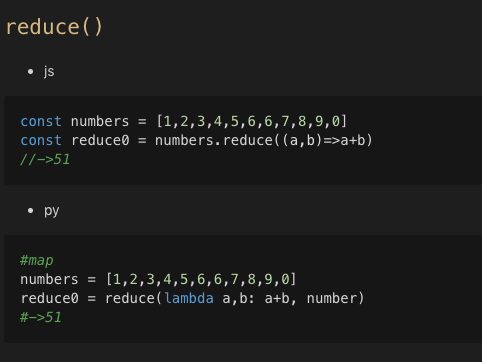 reduce()
• js
const numbers = [1,2,3,4,5,6,6,7,8,9,0]
const reduce0 = numbers.reduce((a,b)=>a+b)
//->51
• py
#map
numbers = [1,2,3,4,5,6,6,7,8,9,0]
reduce0 = reduce(lambda a,b: a+b, number)
#->51